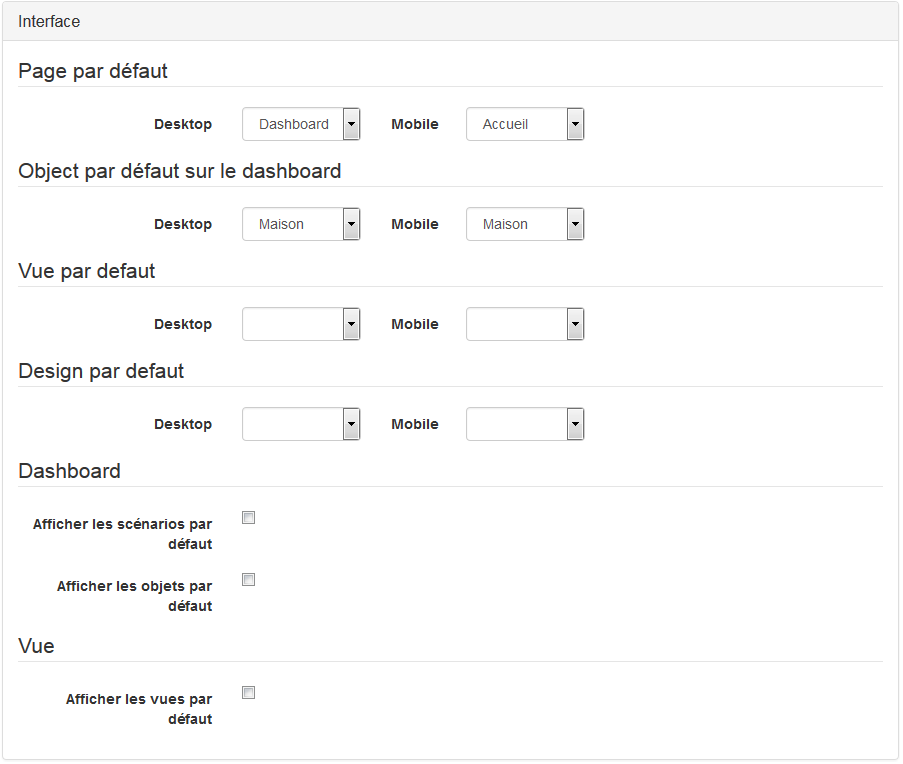 Interface
Page par défaut
Desktop Dashboard Mobile Accueil
Object par défaut sur le dashboard
Desktop Maison Mobile Maison
Vue par defaut
Desktop Mobile
Design par defaut
Desktop Mobile
Dashboard
Afficher les scénarios par
défaut
Afficher les objets par
défaut
Vue
Afficher les vues par
défaut